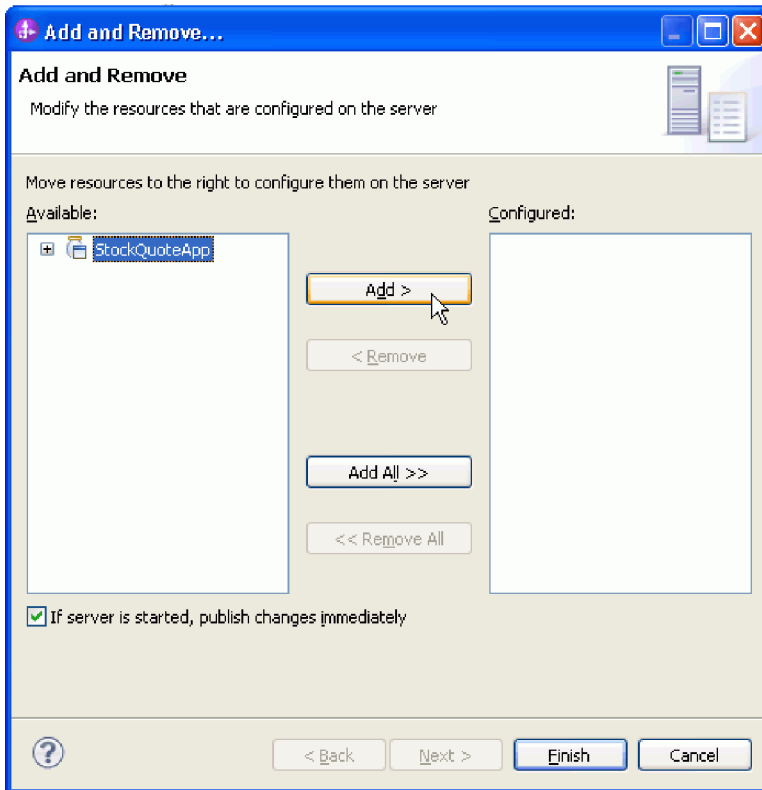 Add and Remove...
Add and Remove
Modify the resources that are configured on the server
Move resources to the right to configure them on the server
Available:
Configured:
StockQuoteApp
Add >
< Remove
Add All >>
<< Remove All
If server is started, publish changes immediately
?
< Back
Next >
Finish
Cancel